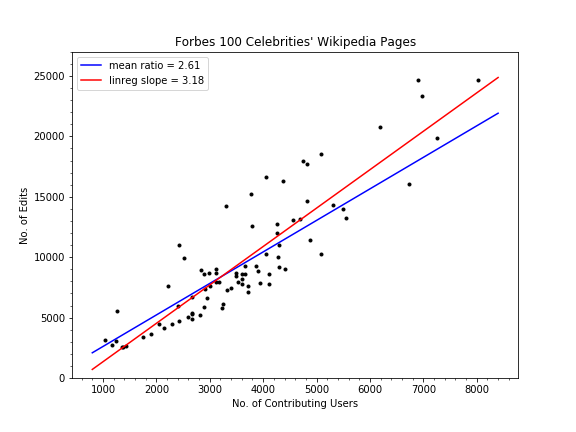 Forbes 100 Celebrities' Wikipedia Pages
mean ratio = 2.61
linreg slope = 3.18
No. of Edits
25000
20000
15000
10000
5000
0
1000 2000 3000 4000 5000 6000 7000 8000
No. of Contributing Users